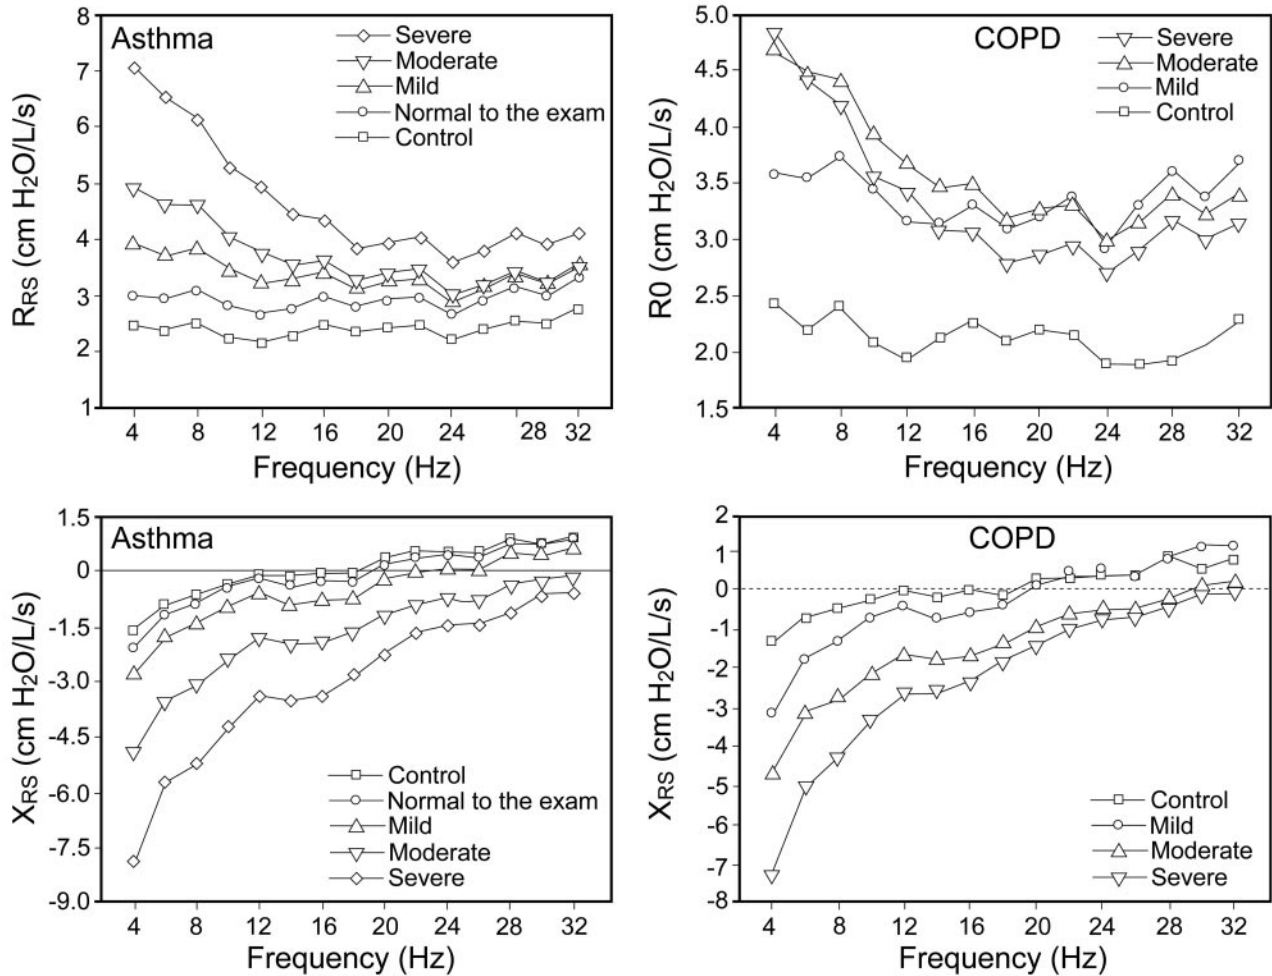 Asthma
Severe
Moderate
Mild
Normal to the exam
Control
8
7
6
5
4
3
2
1
RRS (cm H2O/L/s)
4 8 12 16 20 24 28 32
Frequency (Hz)
COPD
Severe
Moderate
Mild
Control
5.0
4.5
4.0
3.5
3.0
2.5
2.0
1.5
R0 (cm H2O/L/s)
4 8 12 16 20 24 28 32
Frequency (Hz)
Asthma
1.5
0
-1.5
-3.0
-4.5
-6.0
-7.5
-9.0
XRS (cm H2O/L/s)
Control
Normal to the exam
Mild
Moderate
Severe
4 8 12 16 20 24 28 32
Frequency (Hz)
COPD
2
1
0
-1
-2
-3
-4
-5
-6
-7
-8
XRS (cm H2O/L/s)
Control
Mild
Moderate
Severe
4 8 12 16 20 24 28 32
Frequency (Hz)